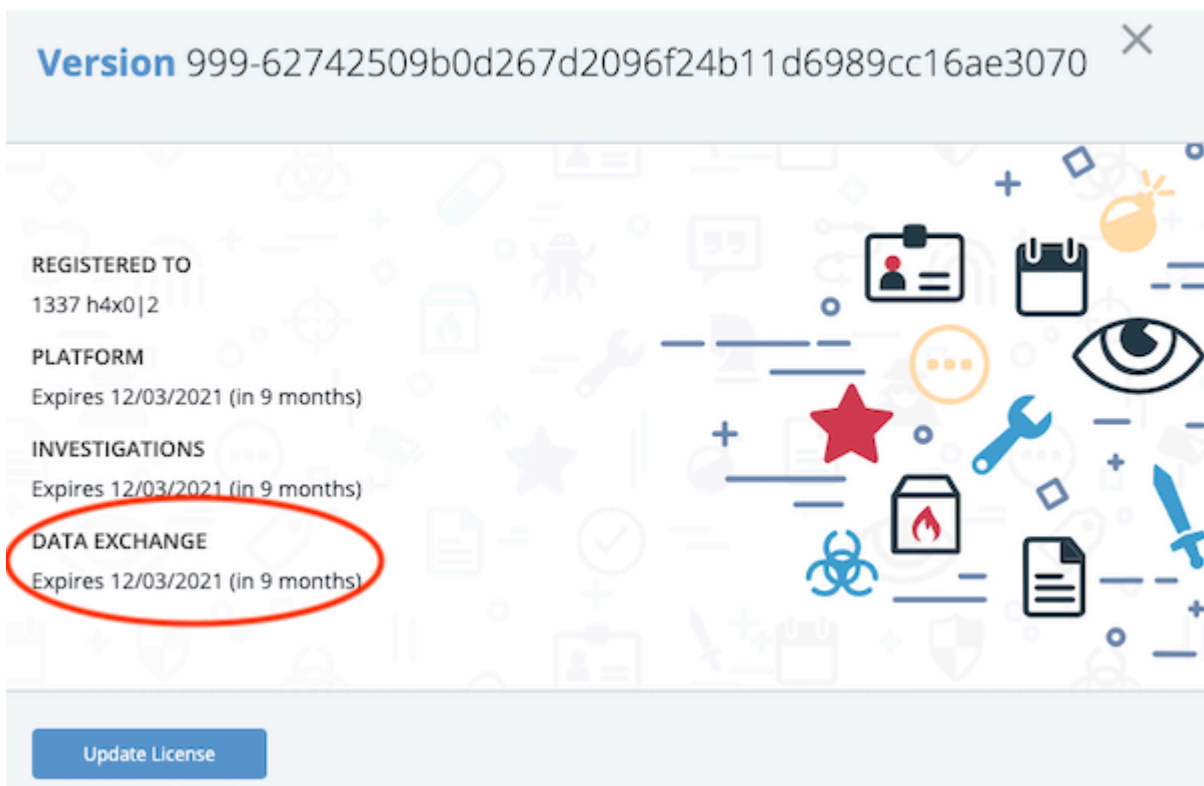 Version 999-62742509b0d267d2096f24b11d6989cc16ae3070
REGISTERED TO
1337 h4x0|2
PLATFORM
Expires 12/03/2021 (in 9 months)
INVESTIGATIONS
Expires 12/03/2021 (in 9 months)
DATA EXCHANGE
Expires 12/03/2021 (in 9 months)
Update License